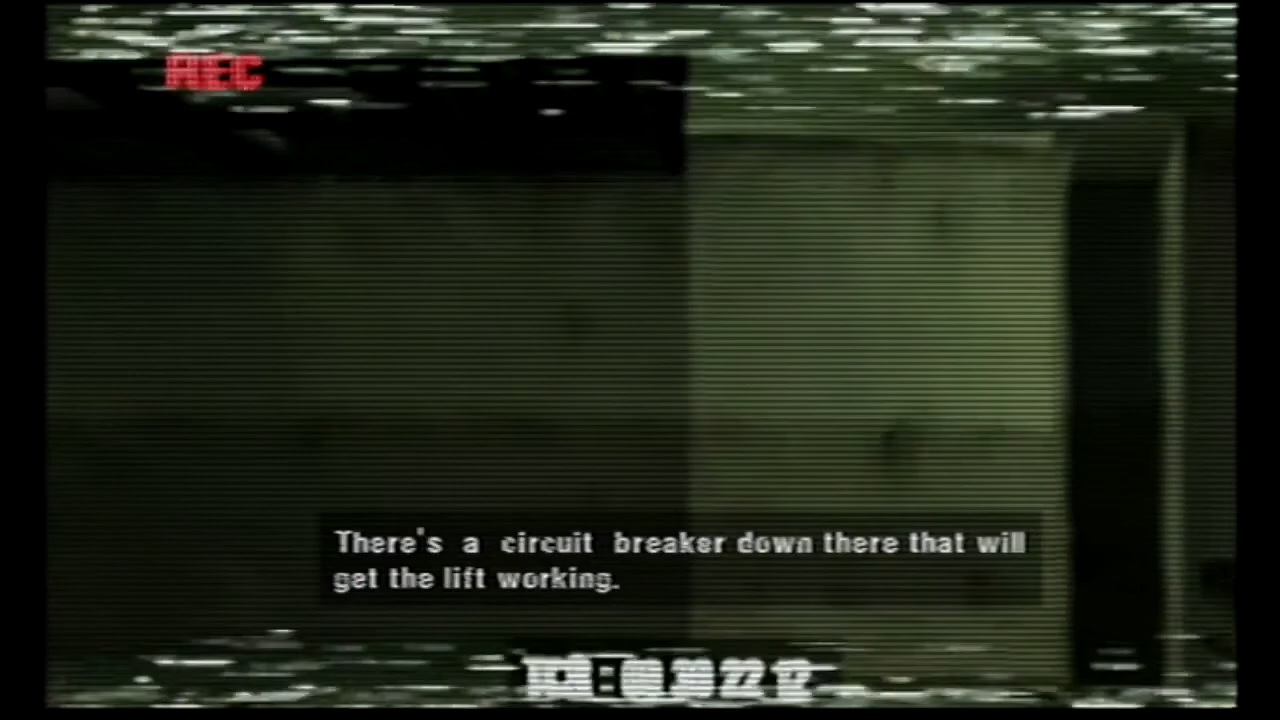 REC
There's a circuit breaker down there that will
get the lift working.